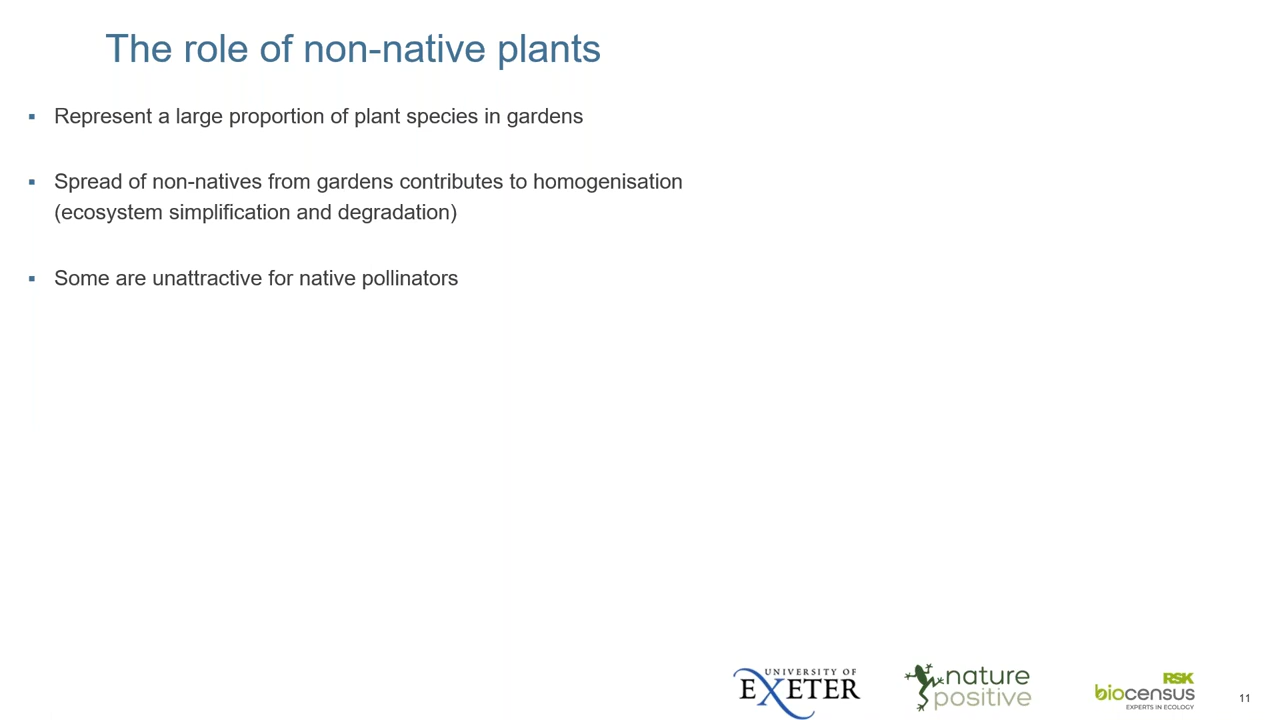 The role of non-native plants
▪ Represent a large proportion of plant species in gardens
▪ Spread of non-natives from gardens contributes to homogenisation
(ecosystem simplification and degradation)
▪ Some are unattractive for native pollinators
UNIVERSITY OF
EXETER
nature
positive
RSK
biocensus
EXPERTS IN ECOLOGY
11